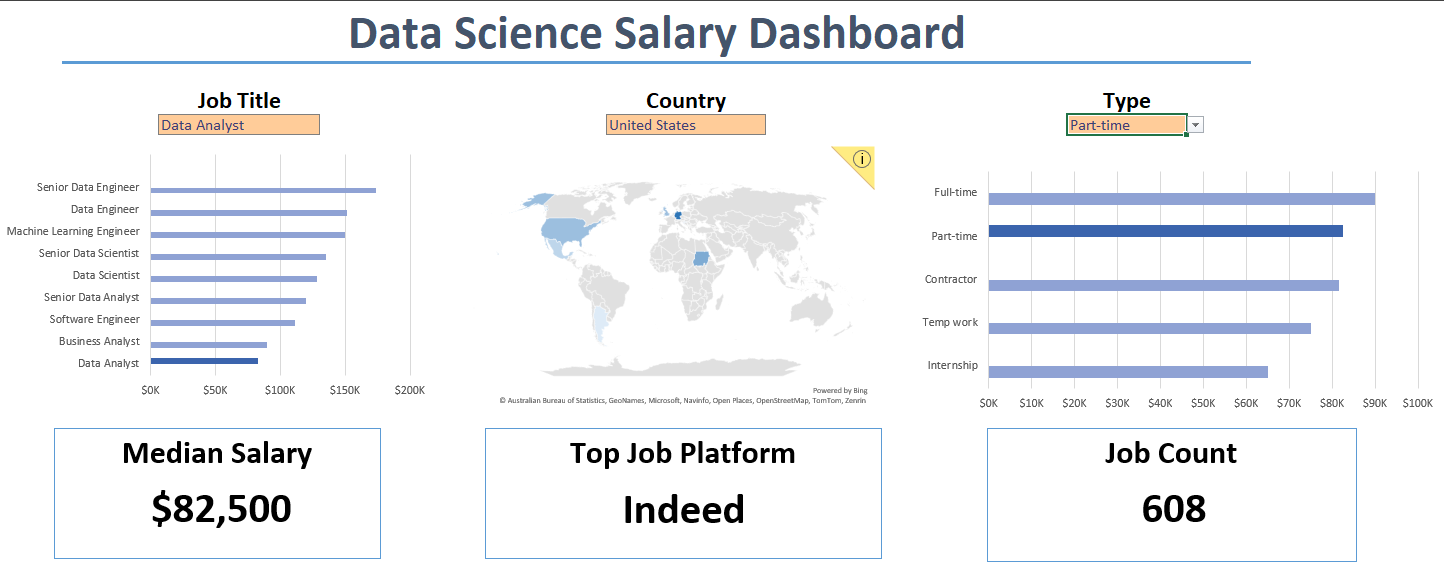 Data Science Salary Dashboard
Job Title
Data Analyst
Country
United States
Type
Part-time
Senior Data Engineer
Data Engineer
Machine Learning Engineer
Senior Data Scientist
Data Scientist
Senior Data Analyst
Software Engineer
Business Analyst
Data Analyst
$0K $50K $100K $150K $200K
i
Powered by Bing
© Australian Bureau of Statistics, GeoNames, Microsoft, Navinfo, Open Places, OpenStreetMap, TomTom, Zenrin
Full-time
Part-time
Contractor
Temp work
Internship
$0K $10K $20K $30K $40K $50K $60K $70K $80K $90K $100K
Median Salary
$82,500
Top Job Platform
Indeed
Job Count
608